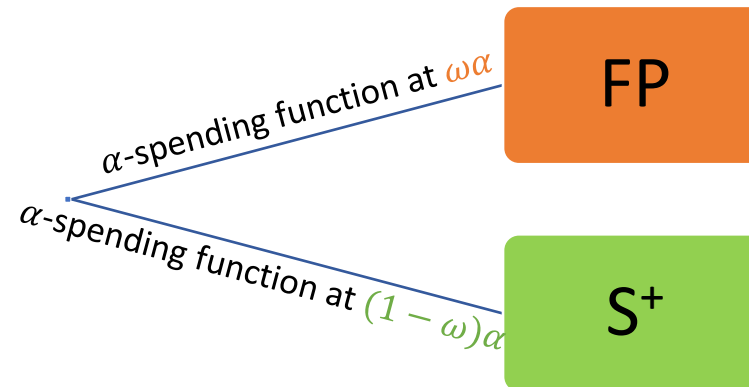 α-spending function at ωα
FP
α-spending function at (1 − ω)α
S⁺